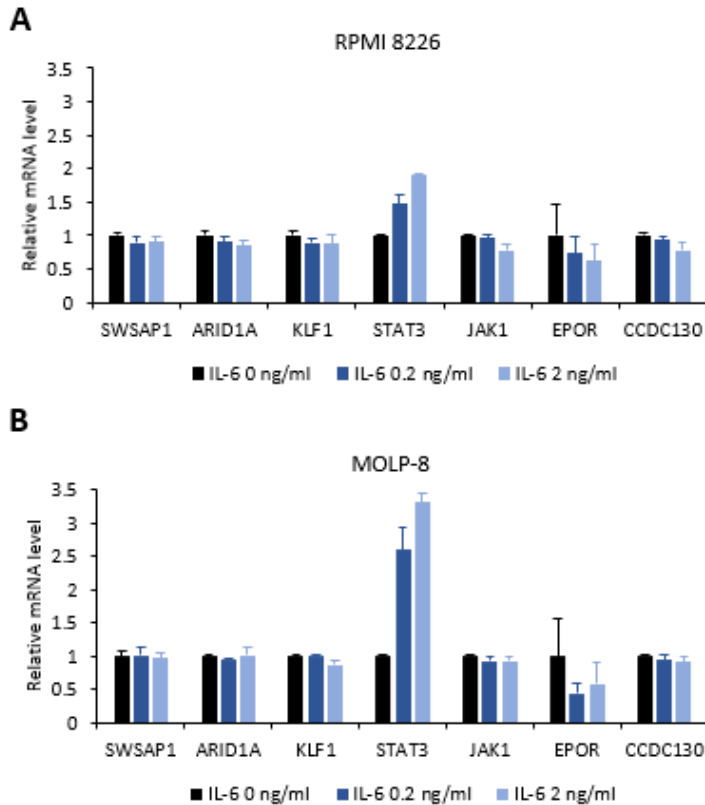 A
RPMI 8226
Relative mRNA level
3.5
3
2.5
2
1.5
1
0.5
0
SWSAP1 ARID1A KLF1 STAT3 JAK1 EPOR CCDC130
IL-6 0 ng/ml IL-6 0.2 ng/ml IL-6 2 ng/ml
B
MOLP-8
Relative mRNA level
3.5
3
2.5
2
1.5
1
0.5
0
SWSAP1 ARID1A KLF1 STAT3 JAK1 EPOR CCDC130
IL-6 0 ng/ml IL-6 0.2 ng/ml IL-6 2 ng/ml